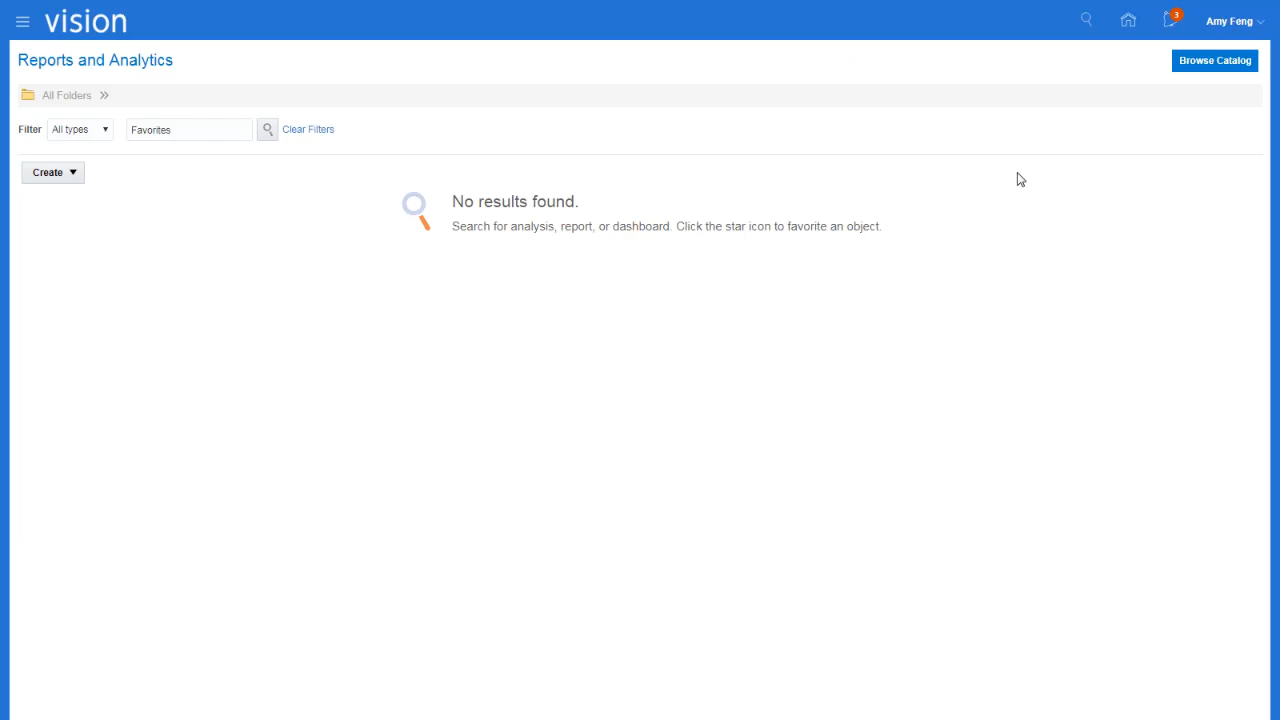 vision
3
Amy Feng
Reports and Analytics
Browse Catalog
All Folders
Filter
All types
Favorites
Clear Filters
Create
No results found.
Search for analysis, report, or dashboard. Click the star icon to favorite an object.